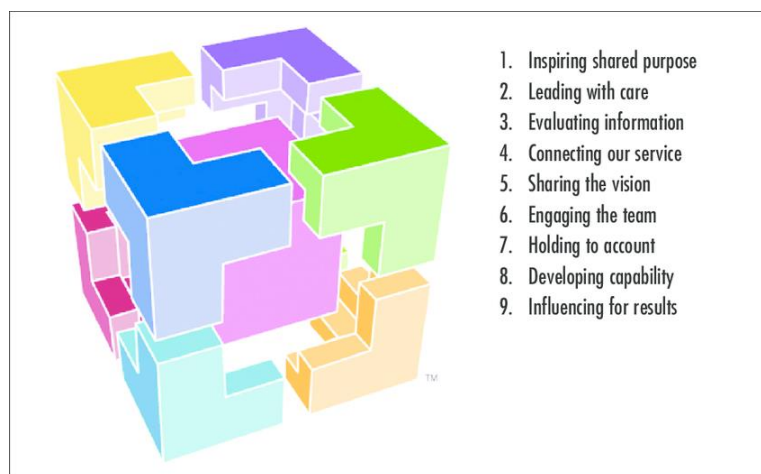 1. Inspiring shared purpose
2. Leading with care
3. Evaluating information
4. Connecting our service
5. Sharing the vision
6. Engaging the team
7. Holding to account
8. Developing capability
9. Influencing for results
TM